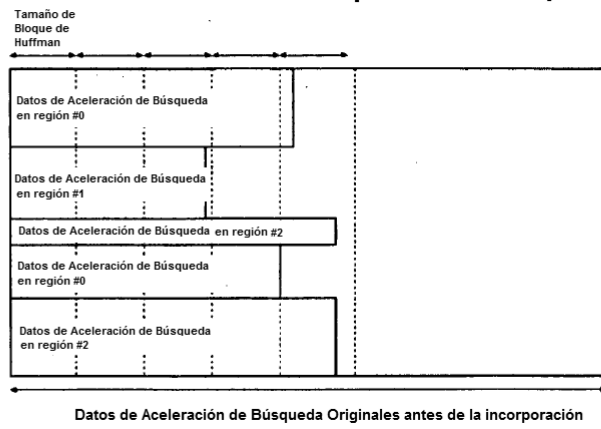 Tamaño de
Bloque de
Huffman
Datos de Aceleración de Búsqueda
en región #0
Datos de Aceleración de Búsqueda
en región #1
Datos de Aceleración de Búsqueda en región #2
Datos de Aceleración de Búsqueda
en región #0
Datos de Aceleración de Búsqueda
en región #2
Datos de Aceleración de Búsqueda Originales antes de la incorporación